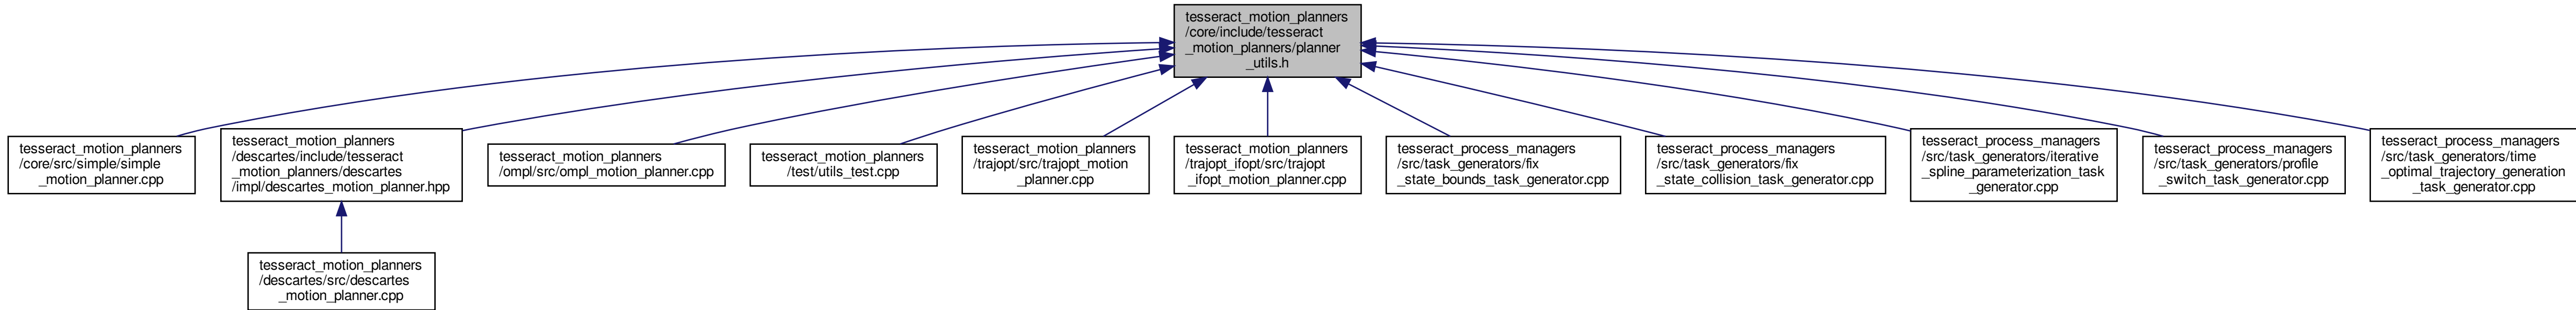 tesseract_motion_planners
/core/include/tesseract
_motion_planners/planner
_utils.h
tesseract_motion_planners
/core/src/simple/simple
_motion_planner.cpp
tesseract_motion_planners
/descartes/include/tesseract
_motion_planners/descartes
/impl/descartes_motion_planner.hpp
tesseract_motion_planners
/ompl/src/ompl_motion_planner.cpp
tesseract_motion_planners
/test/utils_test.cpp
tesseract_motion_planners
/trajopt/src/trajopt_motion
_planner.cpp
tesseract_motion_planners
/trajopt_ifopt/src/trajopt
_ifopt_motion_planner.cpp
tesseract_process_managers
/src/task_generators/fix
_state_bounds_task_generator.cpp
tesseract_process_managers
/src/task_generators/fix
_state_collision_task_generator.cpp
tesseract_process_managers
/src/task_generators/iterative
_spline_parameterization_task
_generator.cpp
tesseract_process_managers
/src/task_generators/profile
_switch_task_generator.cpp
tesseract_process_managers
/src/task_generators/time
_optimal_trajectory_generation
_task_generator.cpp
tesseract_motion_planners
/descartes/src/descartes
_motion_planner.cpp